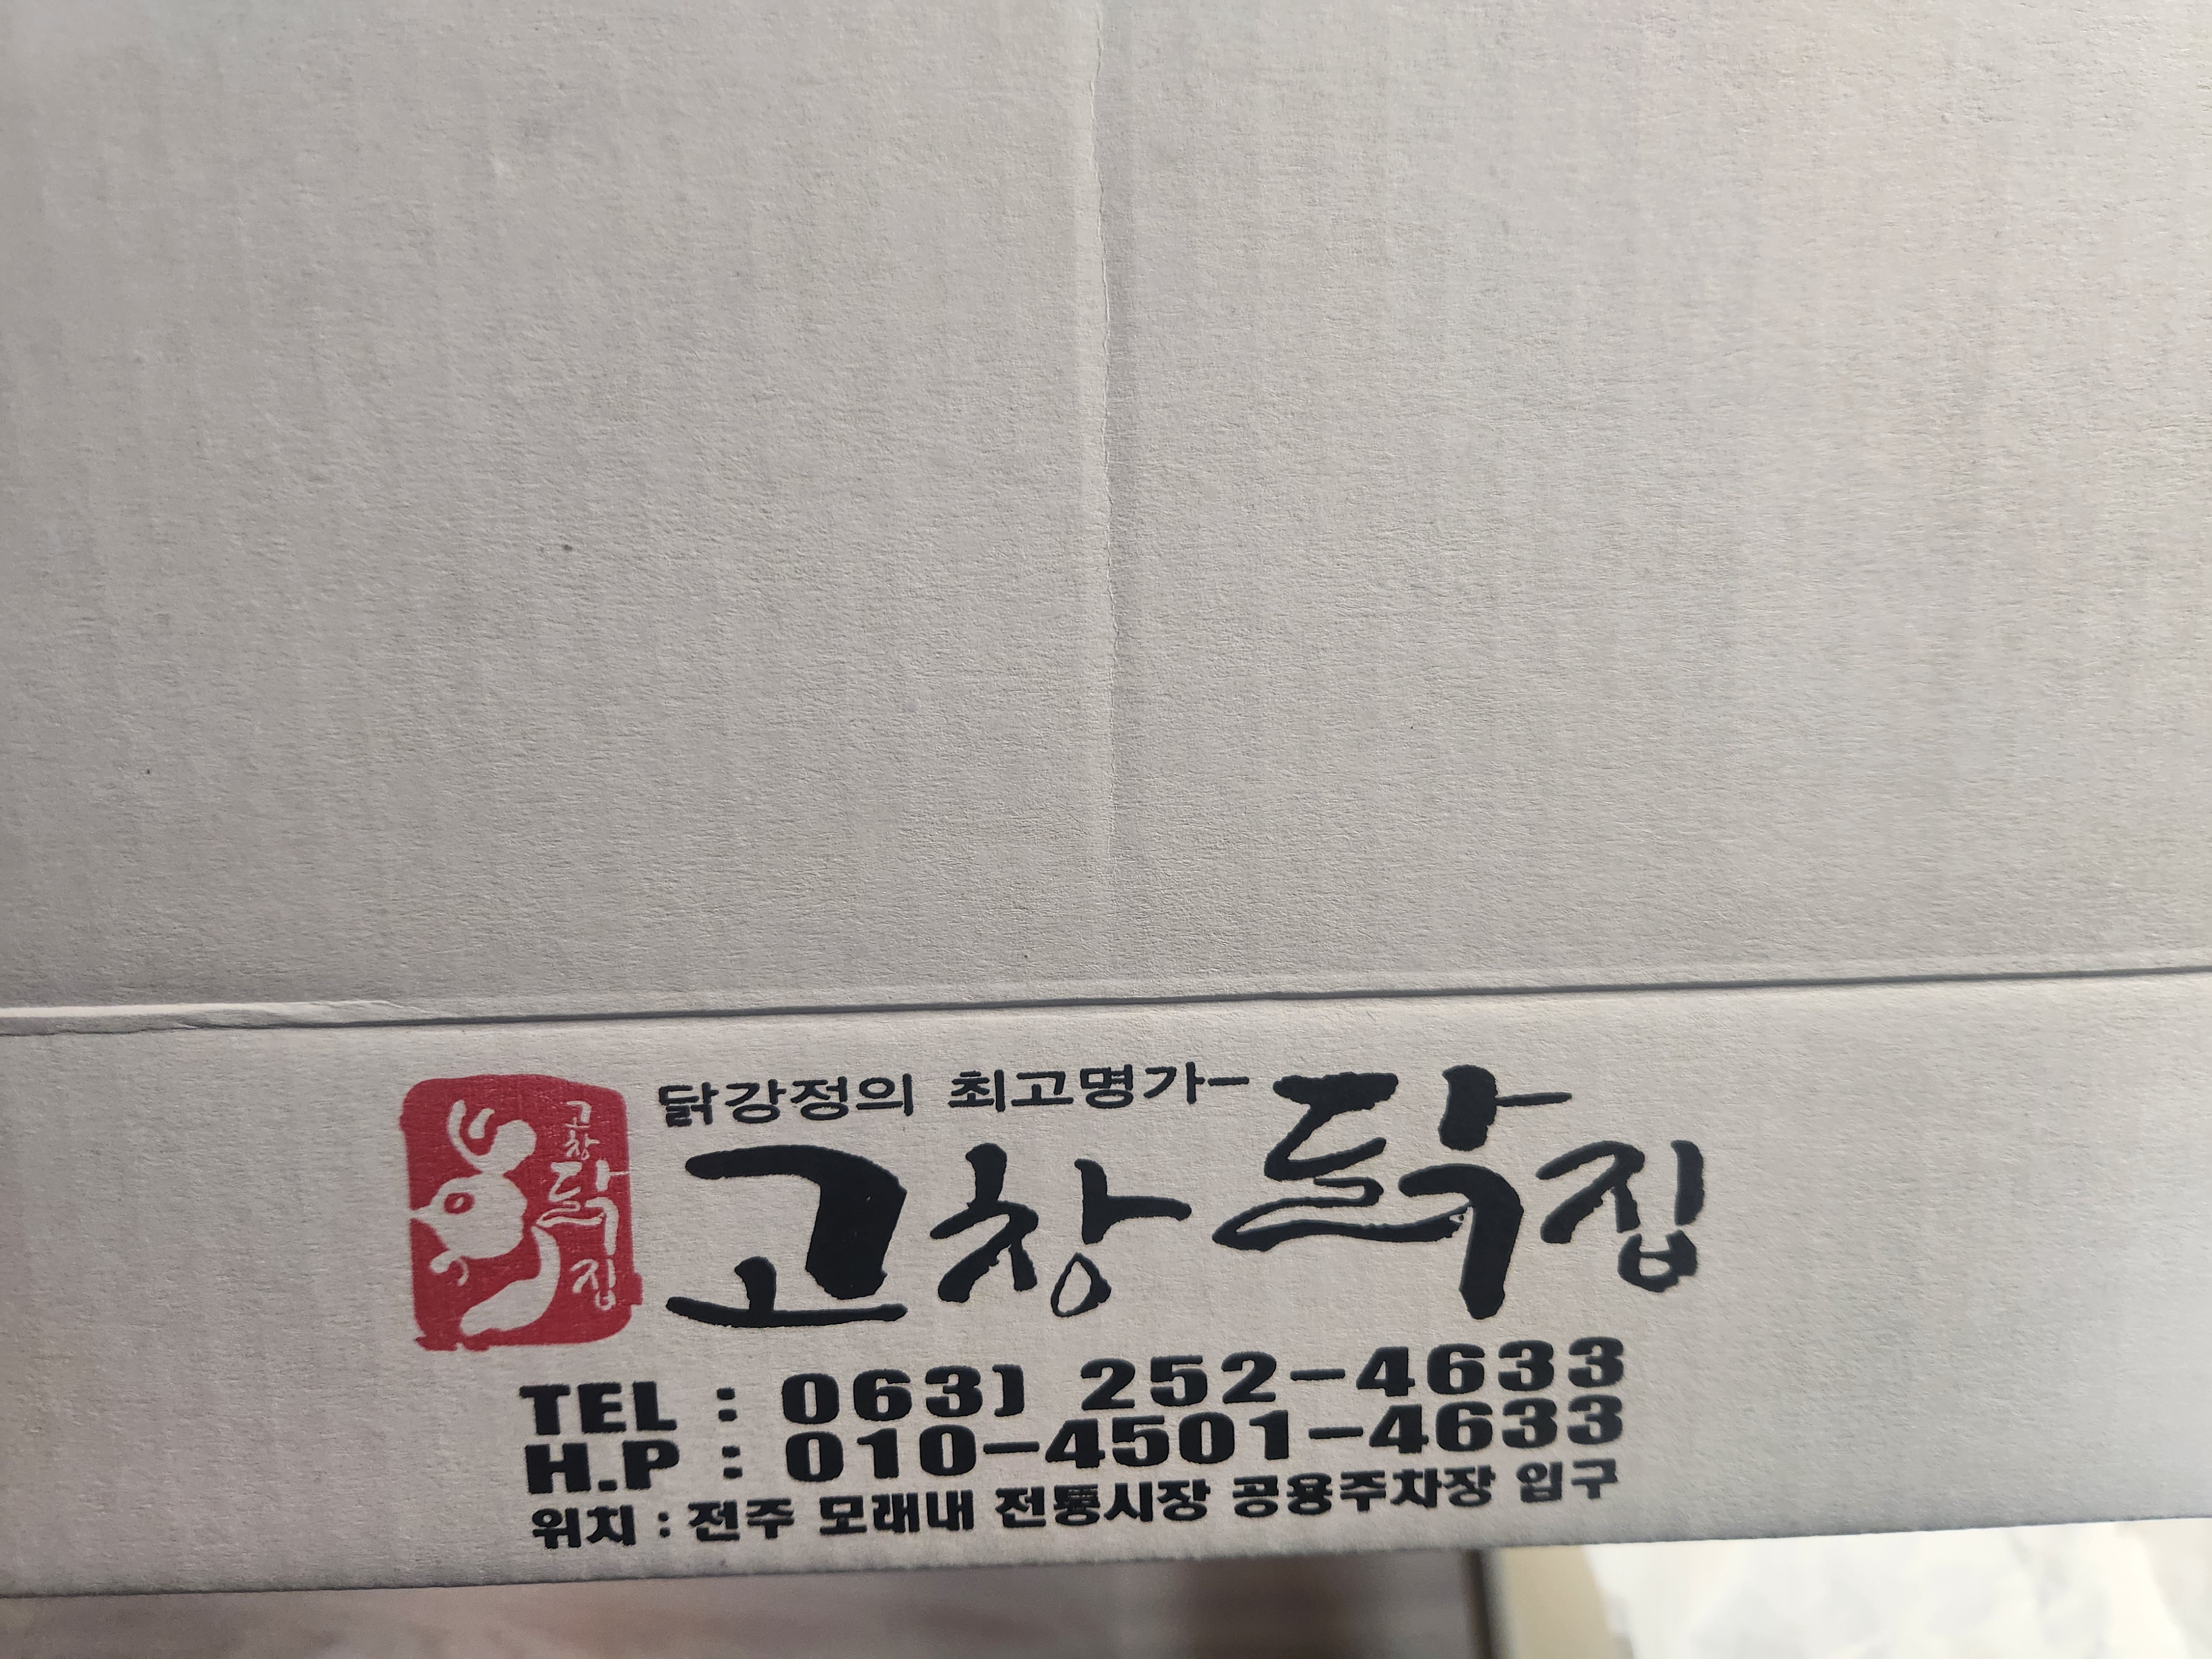 고창
닭
집
닭강정의 최고명가-
고창 닭집
TEL : 063) 252-4633
H.P : 010-4501-4633
위치 : 전주 모래내 전통시장 공용주차장 입구